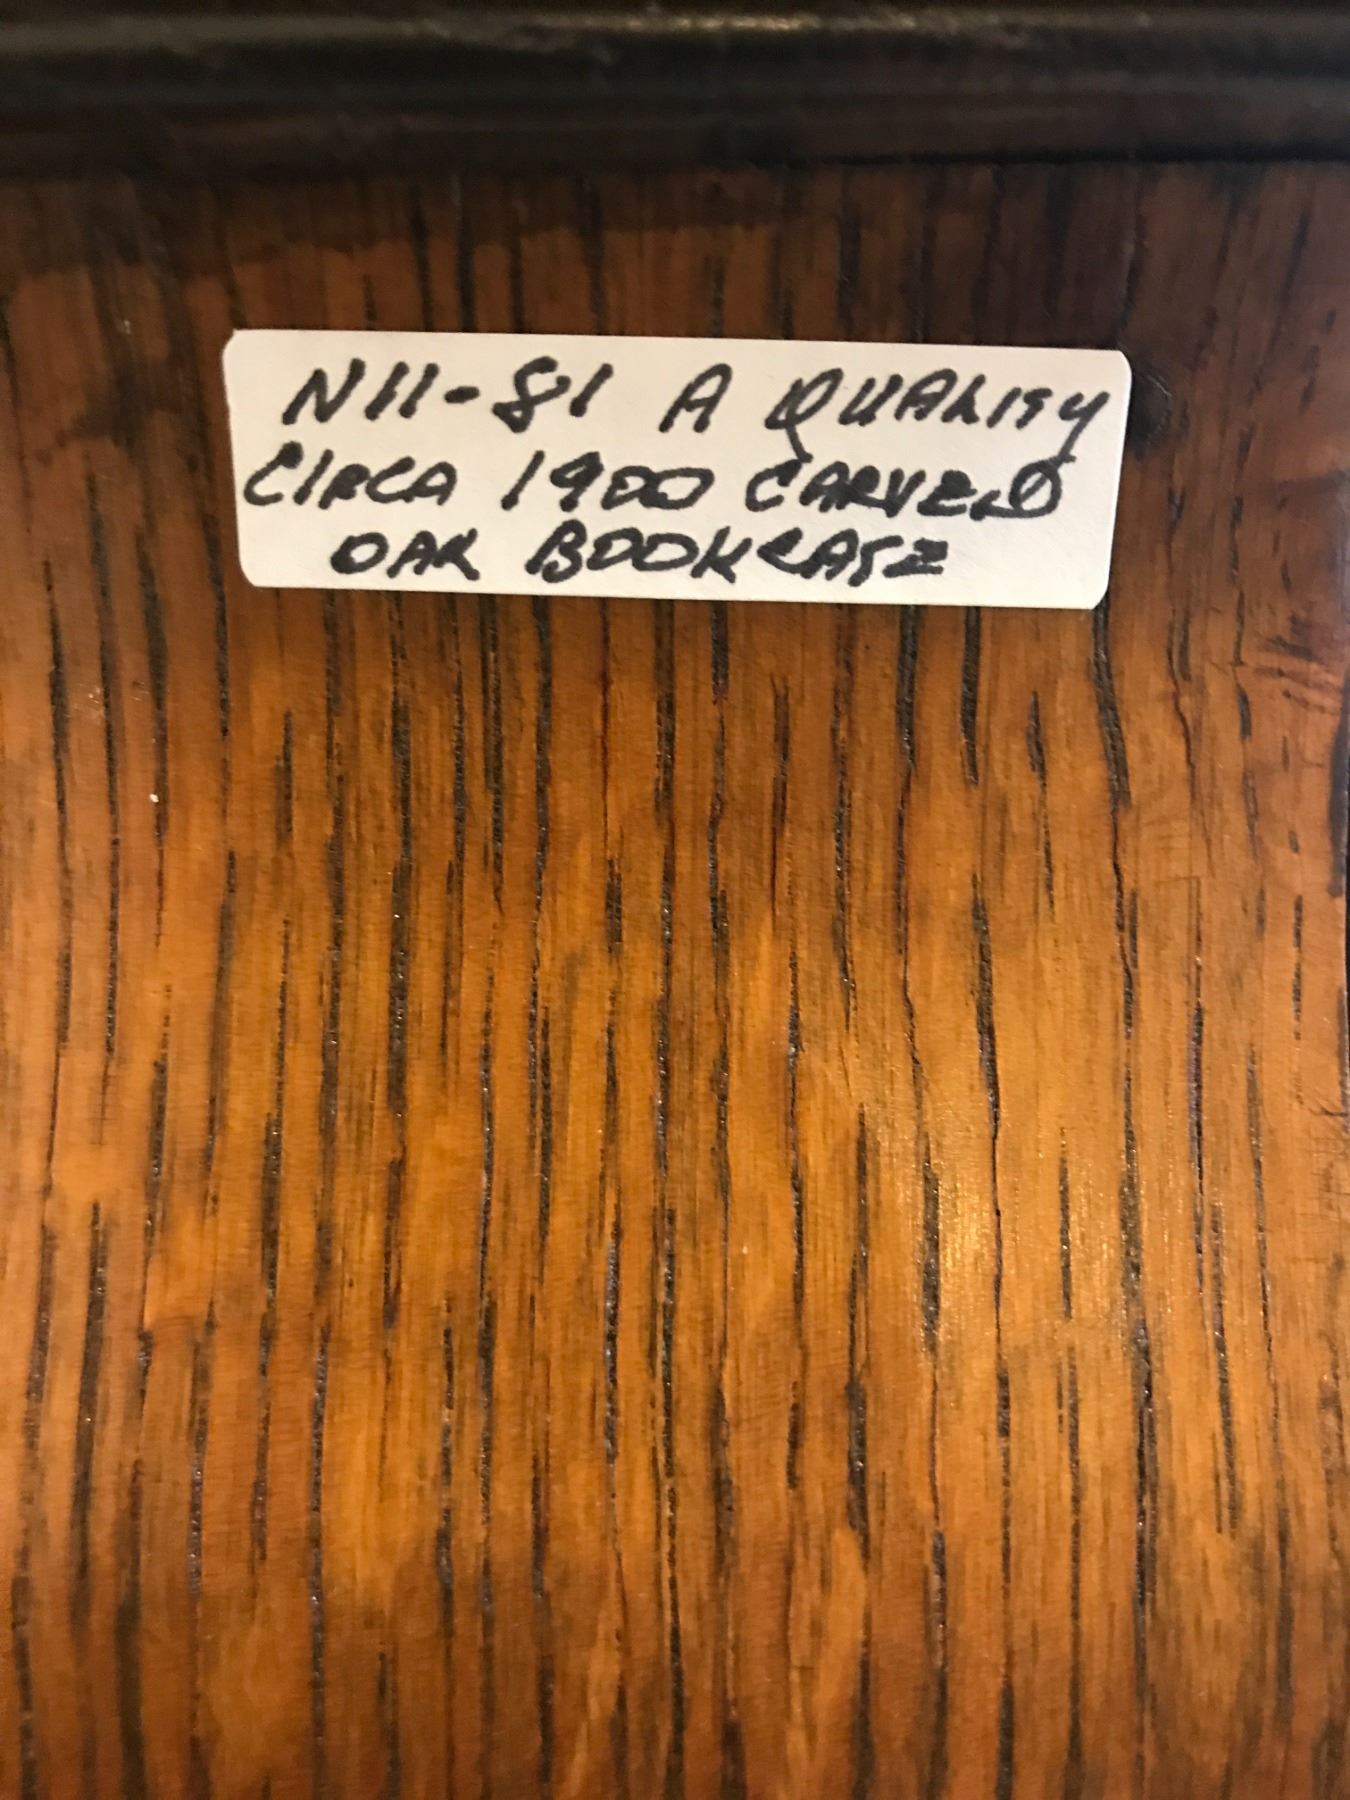 N11-81 A QUALITY
CIRCA 1900 CARVED
OAK BOOKCASE